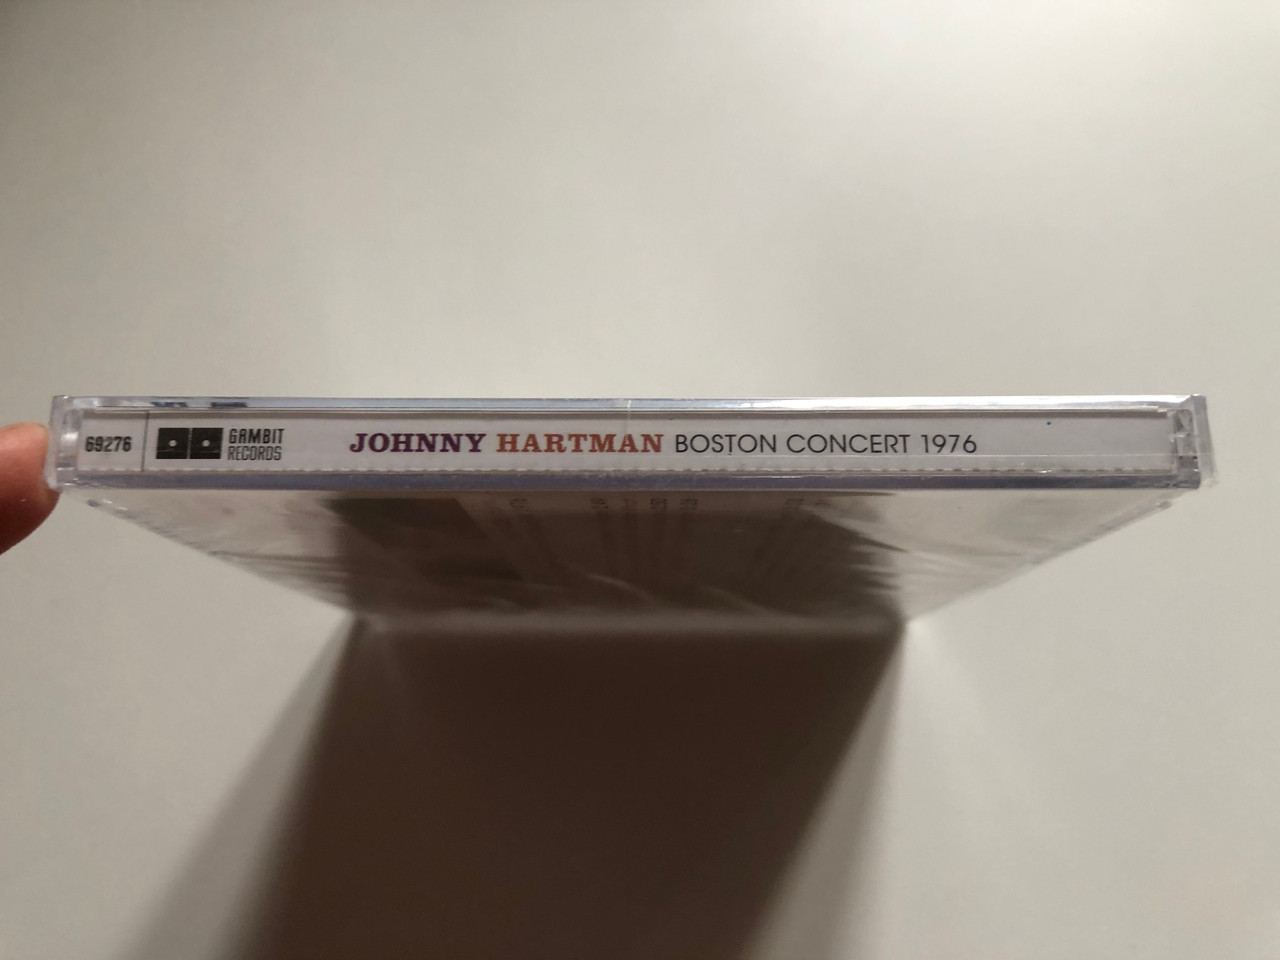 69276
GAMBIT
RECORDS
JOHNNY HARTMAN BOSTON CONCERT 1976